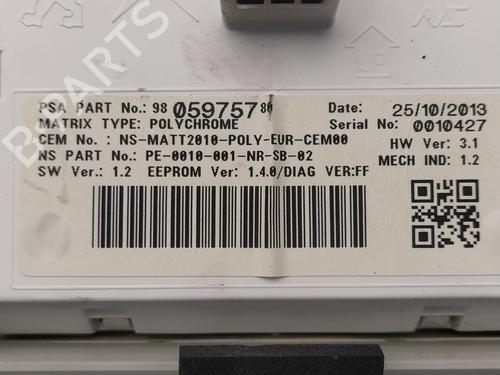 B-PARTS
PSA PART No.: 98 059757 80 Date: 25/10/2013
MATRIX TYPE: POLYCHROME Serial No: 0010427
CEM No.: NS-MATT2010-POLY-EUR-CEM00 HW Ver: 3.1
NS PART No: PE-0010-001-NR-SB-02 MECH IND: 1.2
SW Ver.: 1.2 EEPROM Ver: 1.4.0/DIAG VER:FF